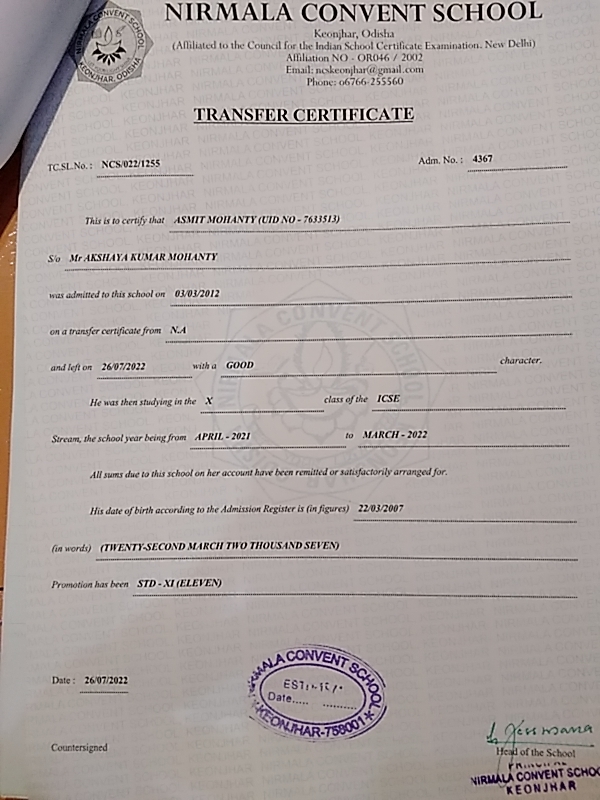 NIRMALA CONVENT SCHOOL
Keonjhar, Odisha
(Affiliated to the Council for the Indian School Certificate Examination. New Delhi)
Affiliation NO - OR046 / 2002
Email: ncskeonjhar@gmail.com
Phone: 06766-255560
TRANSFER CERTIFICATE
TC.SL.No. : NCS/022/1255 Adm. No. : 4367
This is to certify that ASMIT MOHANTY (UID NO - 7633513)
S/o Mr AKSHAYA KUMAR MOHANTY
was admitted to this school on 03/03/2012
on a transfer certificate from N.A
and left on 26/07/2022 with a GOOD character.
He was then studying in the X class of the ICSE
Stream, the school year being from APRIL - 2021 to MARCH - 2022
All sums due to this school on her account have been remitted or satisfactorily arranged for.
His date of birth according to the Admission Register is (in figures) 22/03/2007
(in words) (TWENTY-SECOND MARCH TWO THOUSAND SEVEN)
Promotion has been STD - XI (ELEVEN)
NIRMALA CONVENT SCHOOL
Date.....
KEONJHAR-758001
Date : 26/07/2022
Countersigned
Head of the School
PRINCIPAL
NIRMALA CONVENT SCHOO
KEONJHAR